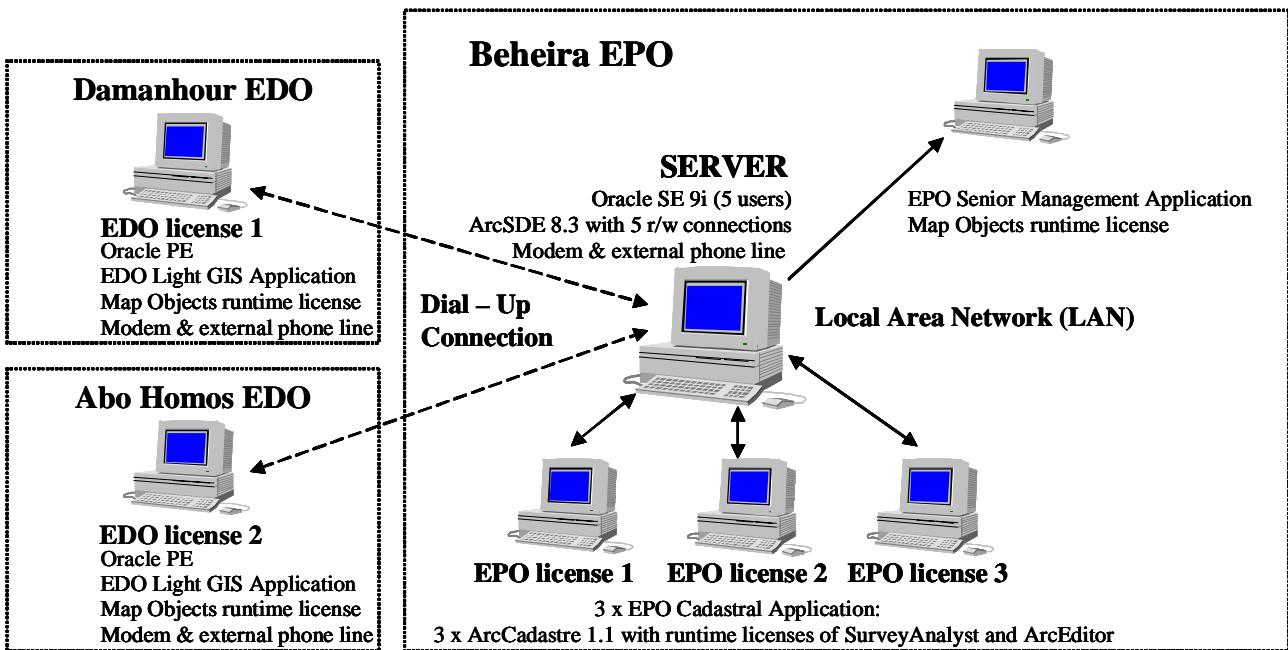 Damanhour EDO
EDO license 1
Oracle PE
EDO Light GIS Application
Map Objects runtime license
Modem & external phone line
Abo Homos EDO
EDO license 2
Oracle PE
EDO Light GIS Application
Map Objects runtime license
Modem & external phone line
Dial – Up
Connection
Beheira EPO
SERVER
Oracle SE 9i (5 users)
ArcSDE 8.3 with 5 r/w connections
Modem & external phone line
EPO Senior Management Application
Map Objects runtime license
Local Area Network (LAN)
EPO license 1
EPO license 2
EPO license 3
3 x EPO Cadastral Application:
3 x ArcCadastre 1.1 with runtime licenses of SurveyAnalyst and ArcEditor